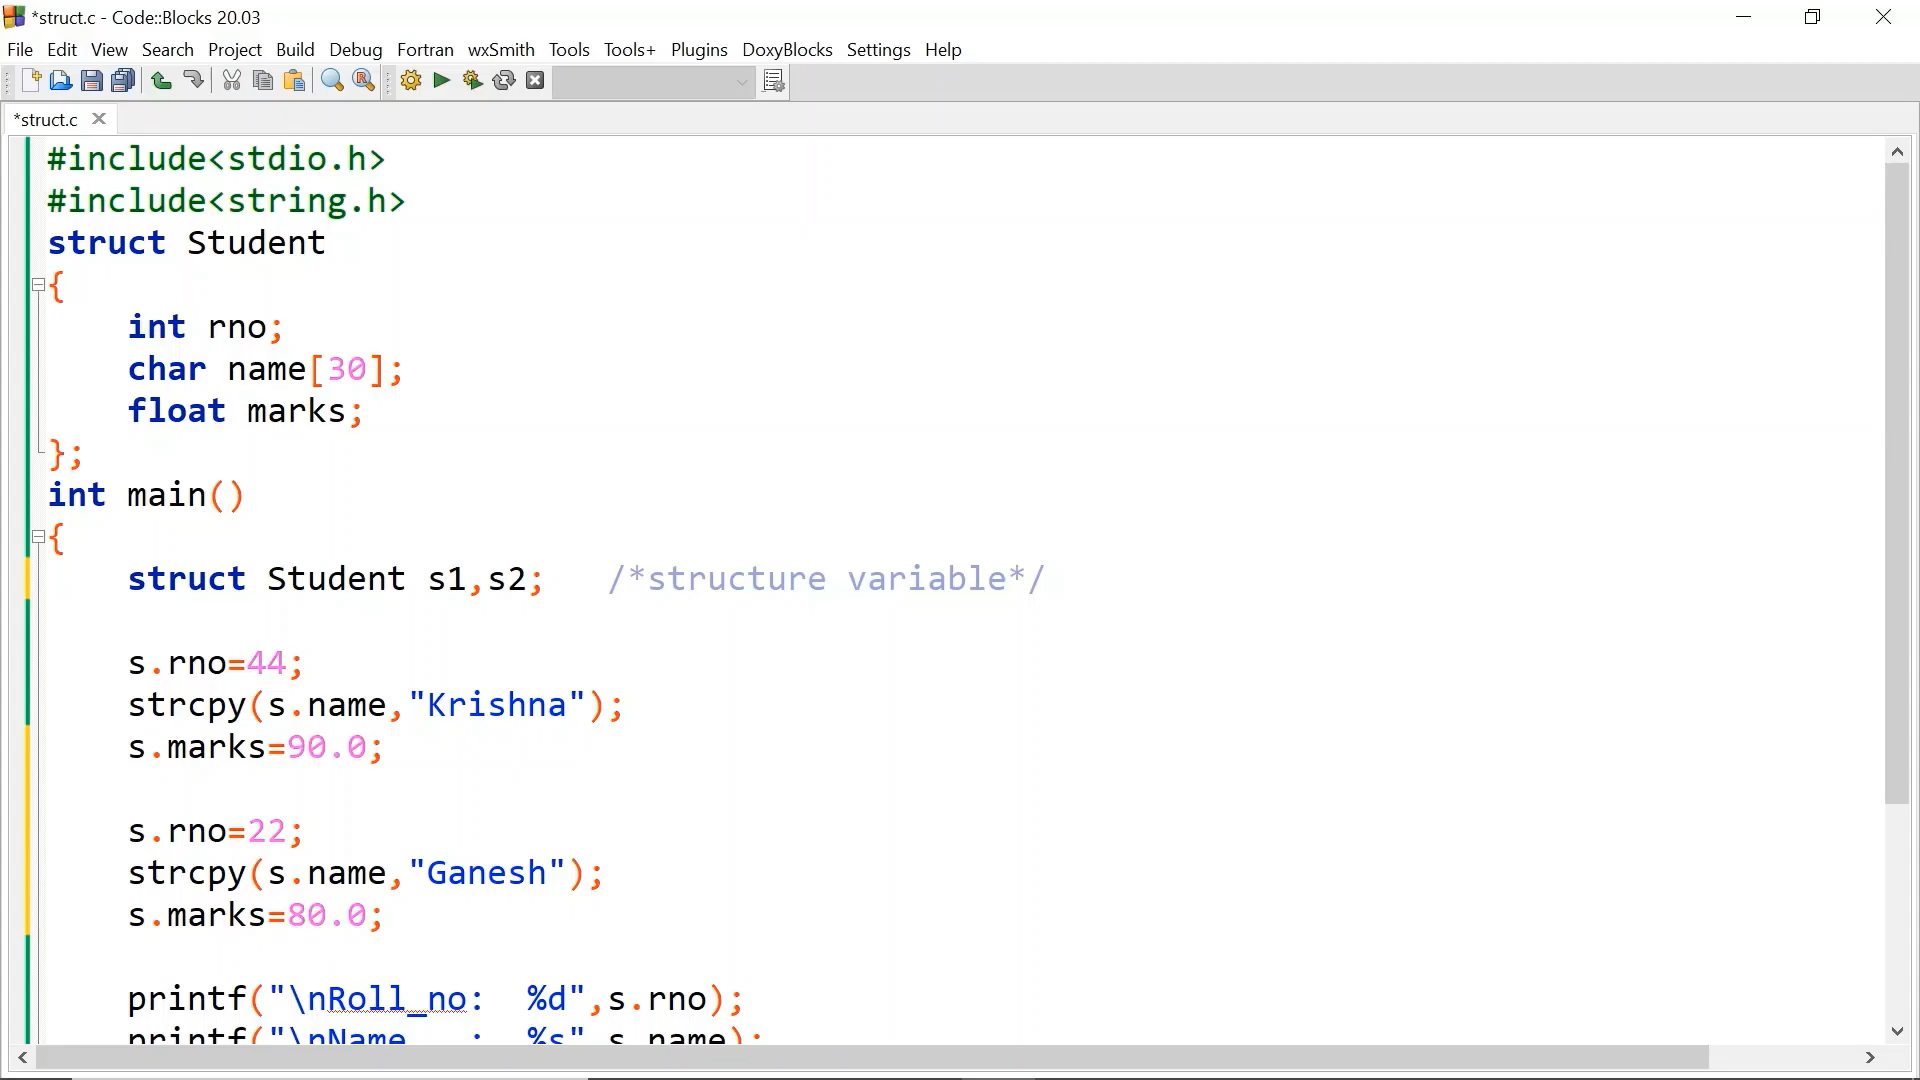 *struct.c - Code::Blocks 20.03
File Edit View Search Project Build Debug Fortran wxSmith Tools Tools+ Plugins DoxyBlocks Settings Help
*struct.c
#include<stdio.h>
#include<string.h>
struct Student
{
    int rno;
    char name[30];
    float marks;
};
int main()
{
    struct Student s1,s2;   /*structure variable*/
    s.rno=44;
    strcpy(s.name,"Krishna");
    s.marks=90.0;
    s.rno=22;
    strcpy(s.name,"Ganesh");
    s.marks=80.0;
    printf("\nRoll_no:  %d",s.rno);
    printf("\nName   :  %s",s.name);